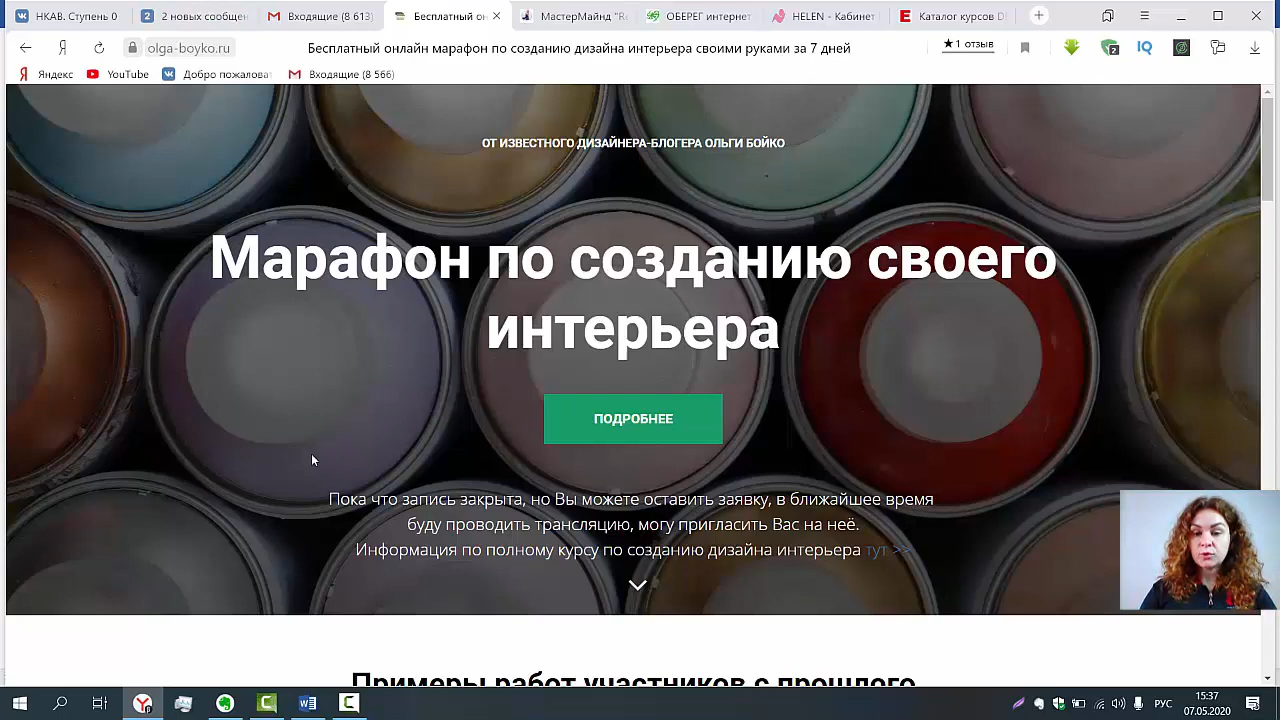 НКАВ. Ступень 0
2 новых сообщен
Входящие (8 613)
Бесплатный он
МастерМайнд "Re
ОБЕРЕГ интернет
HELEN - Кабинет
Каталог курсов D
olga-boyko.ru
Бесплатный онлайн марафон по созданию дизайна интерьера своими руками за 7 дней
★1 отзыв
2
IQ
Яндекс
YouTube
Добро пожаловат
Входящие (8 566)
ОТ ИЗВЕСТНОГО ДИЗАЙНЕРА-БЛОГЕРА ОЛЬГИ БОЙКО
Марафон по созданию своего
интерьера
ПОДРОБНЕЕ
Пока что запись закрыта, но Вы можете оставить заявку, в ближайшее время
буду проводить трансляцию, могу пригласить Вас на неё.
Информация по полному курсу по созданию дизайна интерьера тут >>
Примеры работ участников с прошлого
РУС
15:37
07.05.2020